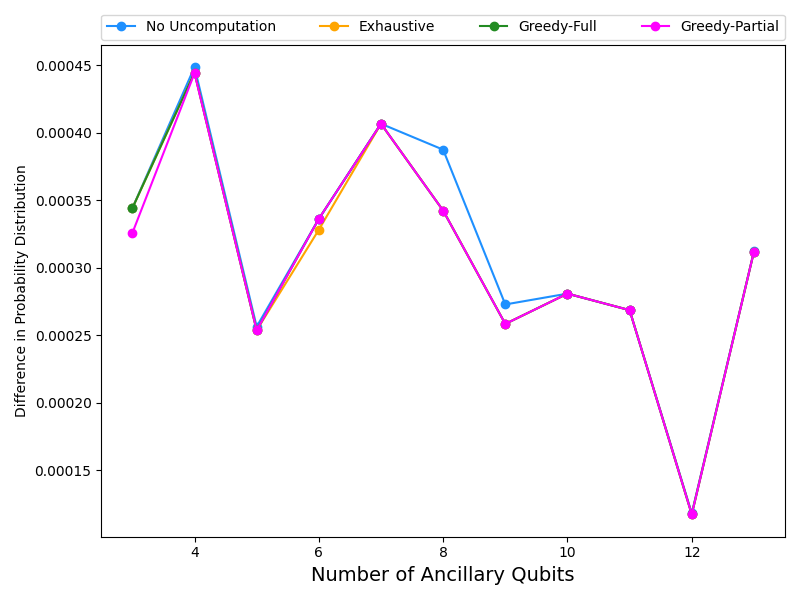 No Uncomputation Exhaustive Greedy-Full Greedy-Partial
0.00045
0.00040
0.00035
0.00030
0.00025
0.00020
0.00015
Difference in Probability Distribution
4 6 8 10 12
Number of Ancillary Qubits